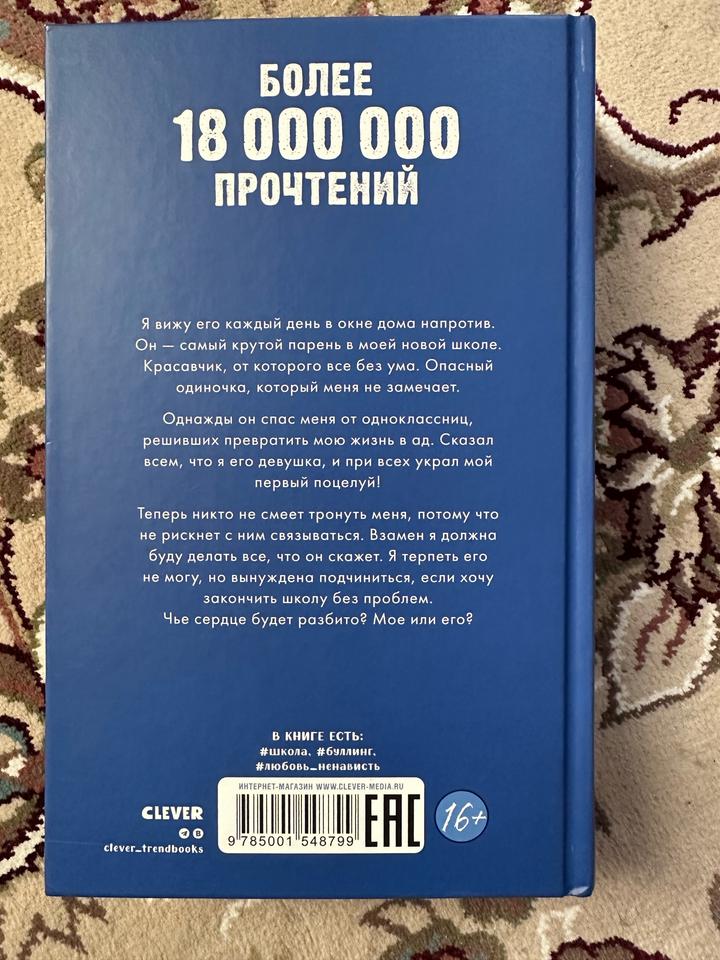 БОЛЕЕ
18 000 000
ПРОЧТЕНИЙ
Я вижу его каждый день в окне дома напротив.
Он — самый крутой парень в моей новой школе.
Красавчик, от которого все без ума. Опасный
одиночка, который меня не замечает.
Однажды он спас меня от одноклассниц,
решивших превратить мою жизнь в ад. Сказал
всем, что я его девушка, и при всех украл мой
первый поцелуй!
Теперь никто не смеет тронуть меня, потому что
не рискнет с ним связываться. Взамен я должна
буду делать все, что он скажет. Я терпеть его
не могу, но вынуждена подчиниться, если хочу
закончить школу без проблем.
Чье сердце будет разбито? Мое или его?
В КНИГЕ ЕСТЬ:
#школа, #буллинг,
#любовь_ненависть
ИНТЕРНЕТ-МАГАЗИН WWW.CLEVER-MEDIA.RU
CLEVER
clever_trendbooks
9 785001 548799
EAC
16+